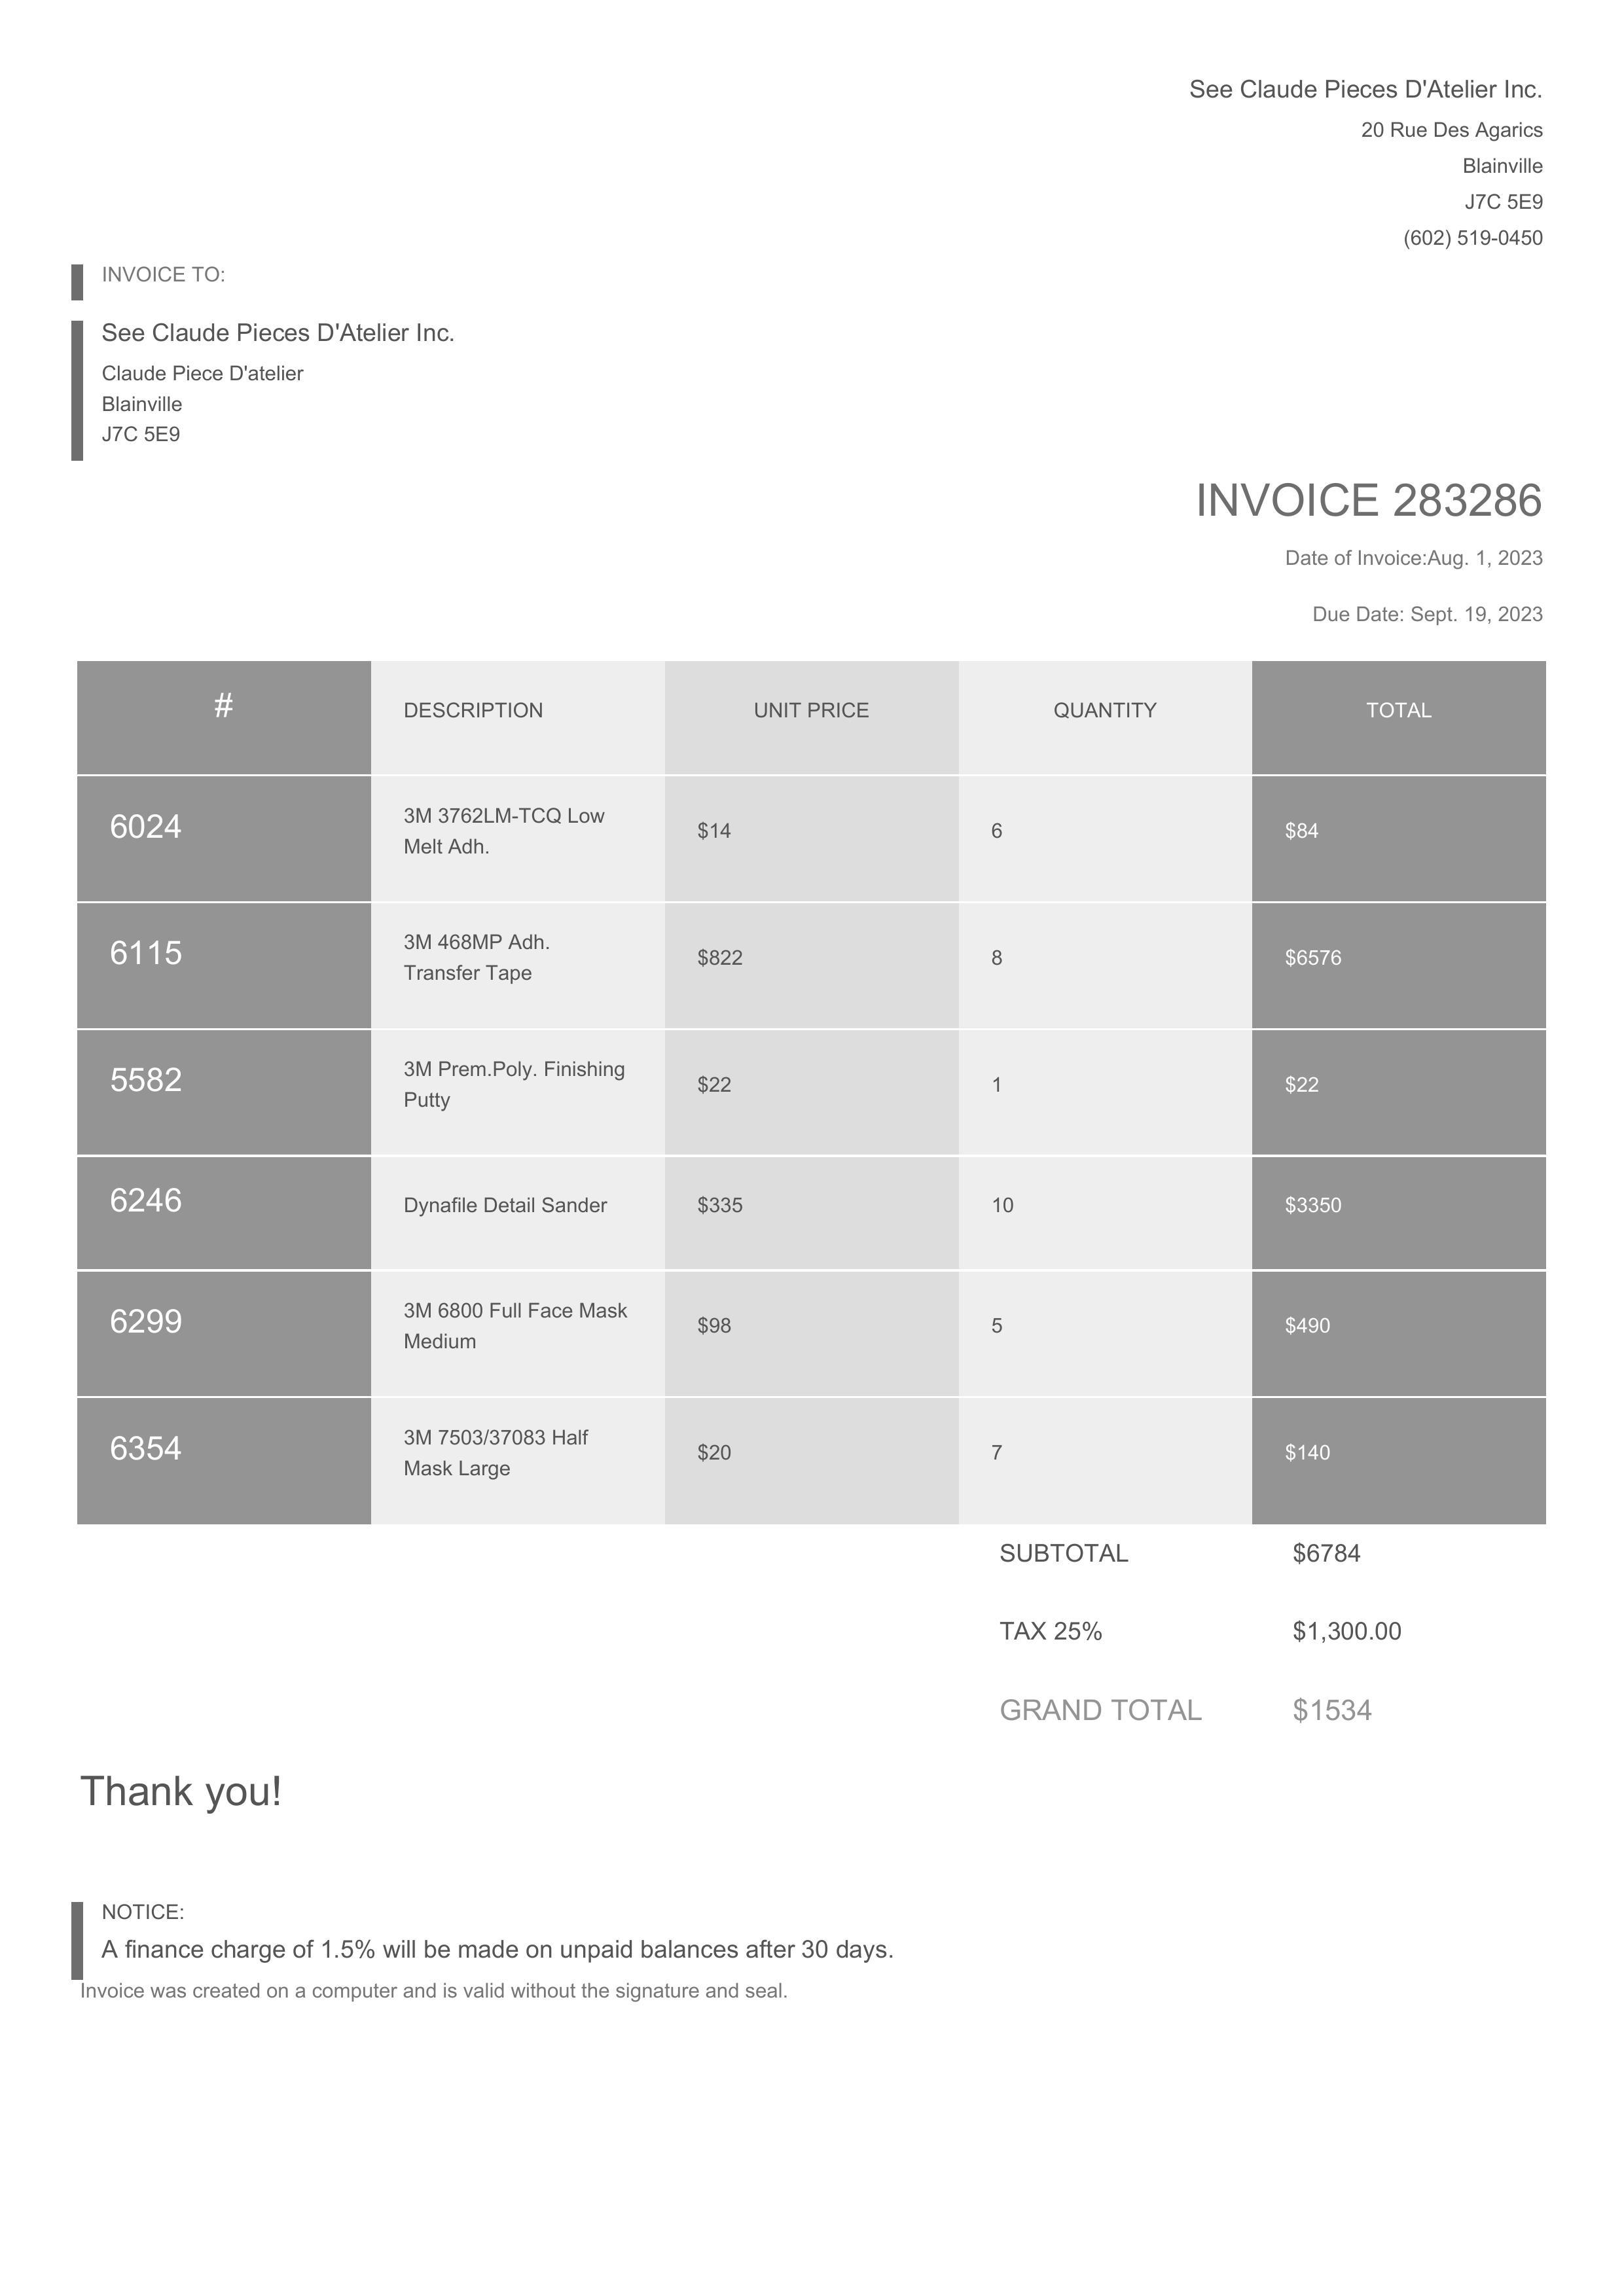 See Claude Pieces D'Atelier Inc.
20 Rue Des Agarics
Blainville
J7C 5E9
(602) 519-0450
INVOICE TO:
See Claude Pieces D'Atelier Inc.
Claude Piece D'atelier
Blainville
J7C 5E9
INVOICE 283286
Date of Invoice:Aug. 1, 2023
Due Date: Sept. 19, 2023
# DESCRIPTION UNIT PRICE QUANTITY TOTAL
6024 3M 3762LM-TCQ Low $14 6 $84
Melt Adh.
6115 3M 468MP Adh. $822 8 $6576
Transfer Tape
5582 3M Prem.Poly. Finishing $22 1 $22
Putty
6246 Dynafile Detail Sander $335 10 $3350
6299 3M 6800 Full Face Mask $98 5 $490
Medium
6354 3M 7503/37083 Half $20 7 $140
Mask Large
SUBTOTAL $6784
TAX 25% $1,300.00
GRAND TOTAL $1534
Thank you!
NOTICE:
A finance charge of 1.5% will be made on unpaid balances after 30 days.
Invoice was created on a computer and is valid without the signature and seal.